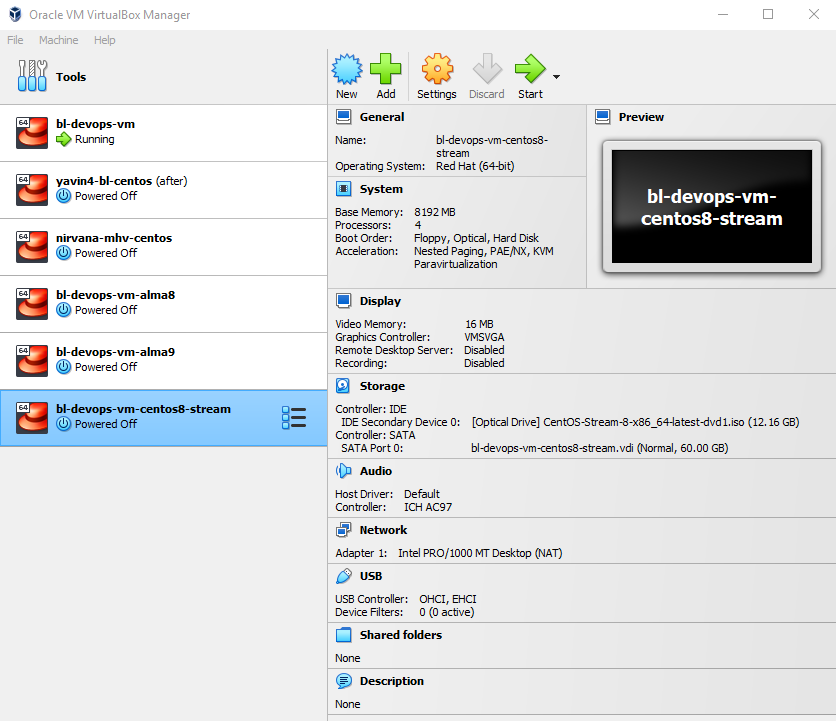 Oracle VM VirtualBox Manager
File Machine Help
Tools
New Add Settings Discard Start
64 bl-devops-vm
Running
64 yavin4-bl-centos (after)
Powered Off
64 nirvana-mhv-centos
Powered Off
64 bl-devops-vm-alma8
Powered Off
64 bl-devops-vm-alma9
Powered Off
64 bl-devops-vm-centos8-stream
Powered Off
General
Name: bl-devops-vm-centos8-
stream
Operating System: Red Hat (64-bit)
System
Base Memory: 8192 MB
Processors: 4
Boot Order: Floppy, Optical, Hard Disk
Acceleration: Nested Paging, PAE/NX, KVM
Paravirtualization
Preview
bl-devops-vm-
centos8-stream
Display
Video Memory: 16 MB
Graphics Controller: VMSVGA
Remote Desktop Server: Disabled
Recording: Disabled
Storage
Controller: IDE
IDE Secondary Device 0: [Optical Drive] CentOS-Stream-8-x86_64-latest-dvd1.iso (12.16 GB)
Controller: SATA
SATA Port 0: bl-devops-vm-centos8-stream.vdi (Normal, 60.00 GB)
Audio
Host Driver: Default
Controller: ICH AC97
Network
Adapter 1: Intel PRO/1000 MT Desktop (NAT)
USB
USB Controller: OHCI, EHCI
Device Filters: 0 (0 active)
Shared folders
None
Description
None